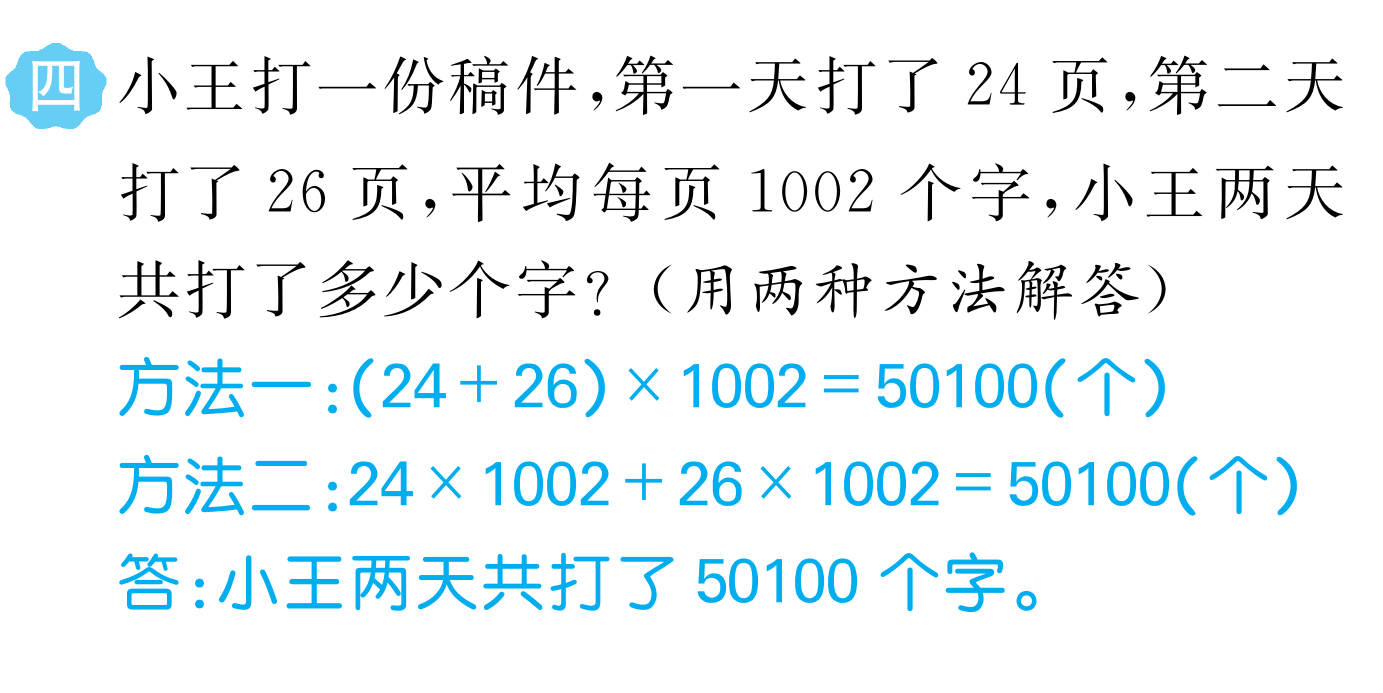 四 小王打一份稿件,第一天打了 24 页,第二天
打了 26 页,平均每页 1002 个字,小王两天
共打了多少个字?(用两种方法解答)
方法一:(24+26)×1002=50100(个)
方法二:24×1002+26×1002=50100(个)
答:小王两天共打了 50100 个字。